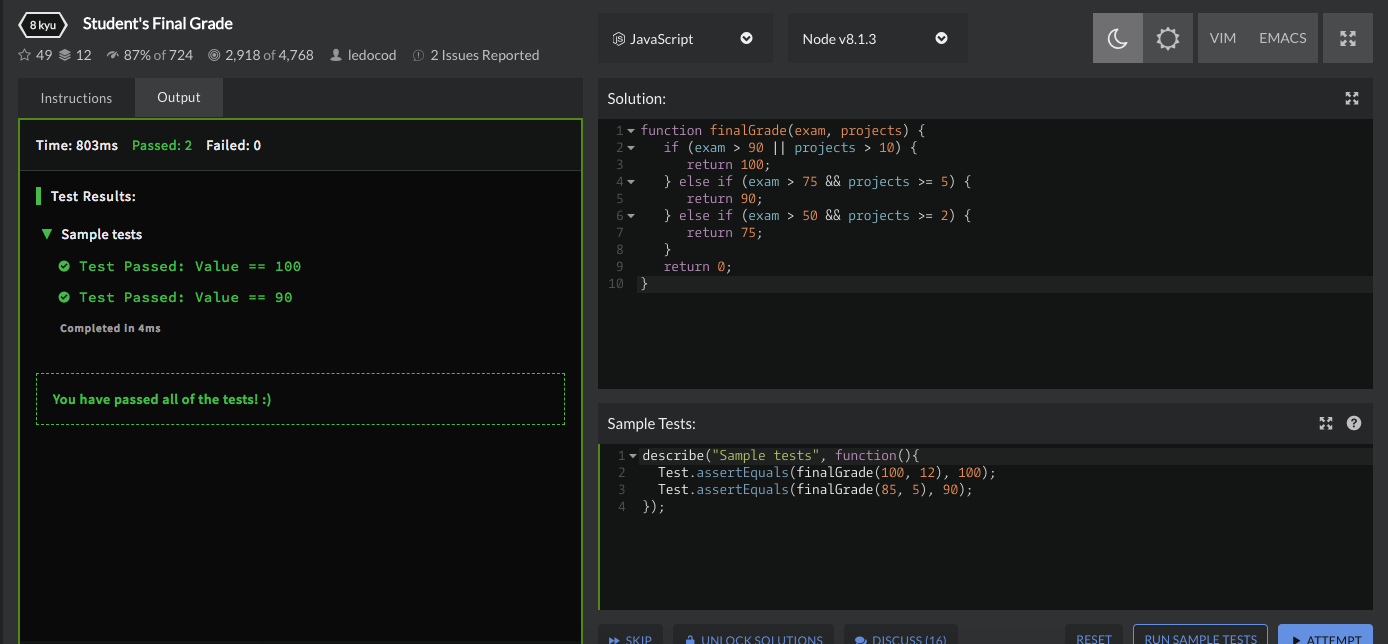 8 kyu Student's Final Grade
49 12 87% of 724 2,918 of 4,768 ledocod 2 Issues Reported
JavaScript Node v8.1.3 VIM EMACS
Instructions Output
Time: 803ms Passed: 2 Failed: 0
Test Results:
Sample tests
Test Passed: Value == 100
Test Passed: Value == 90
Completed in 4ms
You have passed all of the tests! :)
Solution:
1 function finalGrade(exam, projects) {
2 if (exam > 90 || projects > 10) {
3 return 100;
4 } else if (exam > 75 && projects >= 5) {
5 return 90;
6 } else if (exam > 50 && projects >= 2) {
7 return 75;
8 }
9 return 0;
10 }
Sample Tests:
1 describe("Sample tests", function(){
2 Test.assertEquals(finalGrade(100, 12), 100);
3 Test.assertEquals(finalGrade(85, 5), 90);
4 });
SKIP UNLOCK SOLUTIONS DISCUSS (16) RESET RUN SAMPLE TESTS ATTEMPT